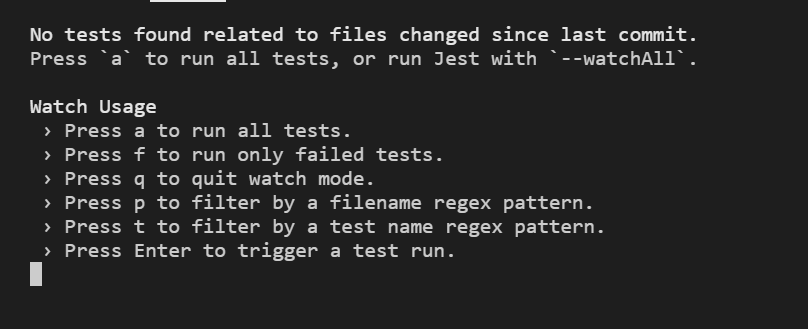 No tests found related to files changed since last commit.
Press `a` to run all tests, or run Jest with `--watchAll`.
Watch Usage
› Press a to run all tests.
› Press f to run only failed tests.
› Press q to quit watch mode.
› Press p to filter by a filename regex pattern.
› Press t to filter by a test name regex pattern.
› Press Enter to trigger a test run.